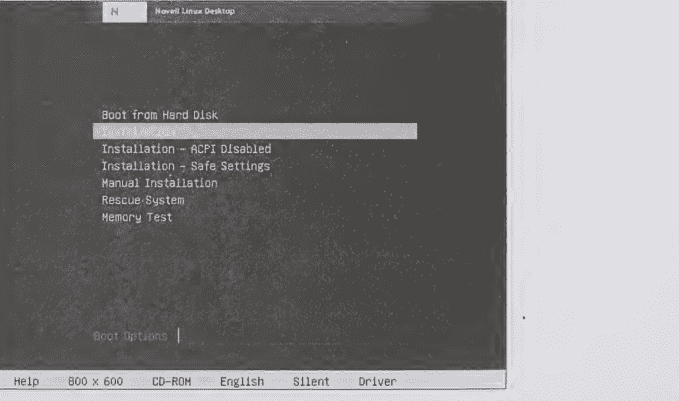 N Novell Linux Desktop
Boot from Hard Disk
Installation
Installation - ACPI Disabled
Installation - Safe Settings
Manual Installation
Rescue System
Memory Test
Boot Options
Help 800 x 600 CD-ROM English Silent Driver